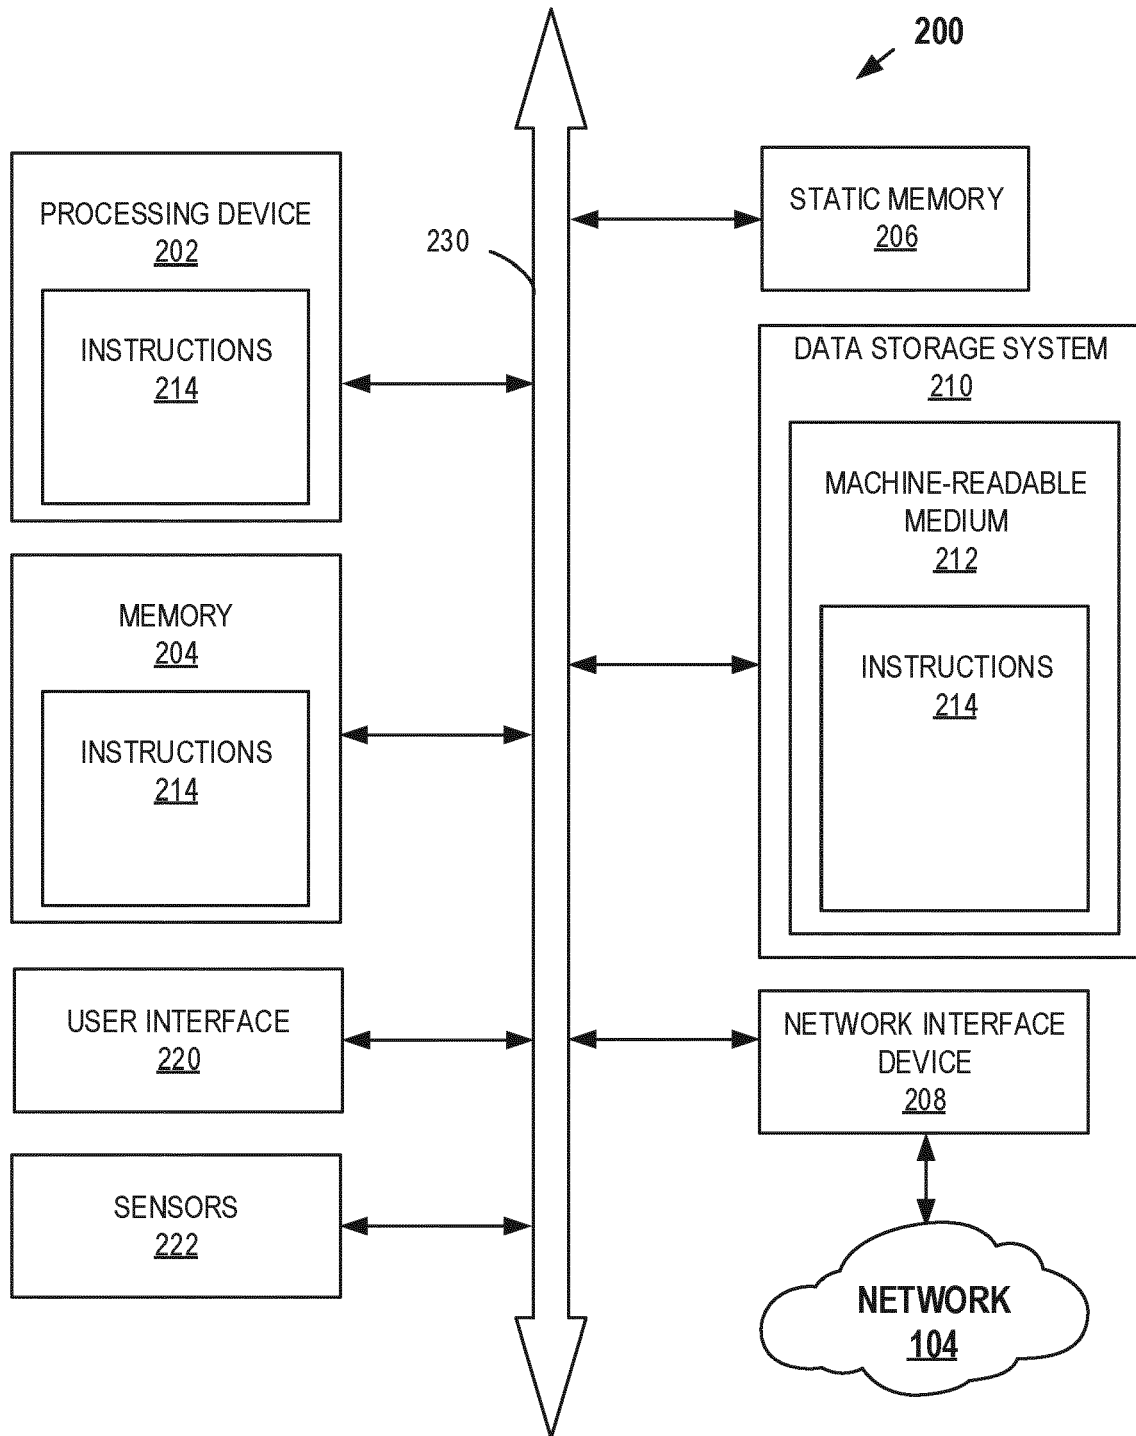 200
PROCESSING DEVICE
202
INSTRUCTIONS
214
230
STATIC MEMORY
206
DATA STORAGE SYSTEM
210
MACHINE-READABLE
MEDIUM
212
INSTRUCTIONS
214
MEMORY
204
INSTRUCTIONS
214
USER INTERFACE
220
NETWORK INTERFACE
DEVICE
208
SENSORS
222
NETWORK
104